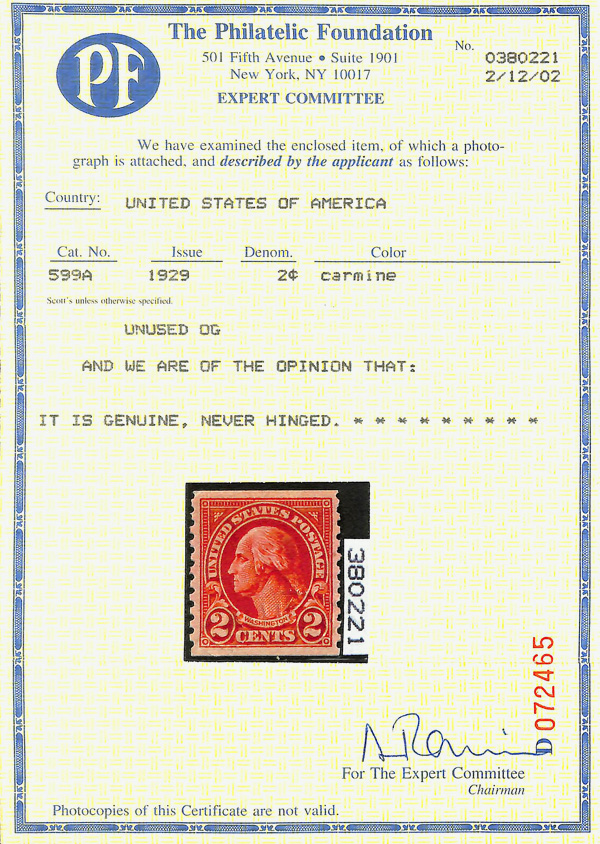 PF
The Philatelic Foundation
501 Fifth Avenue • Suite 1901
New York, NY 10017
EXPERT COMMITTEE
No.
0380221
2/12/02
We have examined the enclosed item, of which a photo-
graph is attached, and described by the applicant as follows:
Country: UNITED STATES OF AMERICA
Cat. No. Issue Denom. Color
599A 1929 2¢ carmine
Scott's unless otherwise specified.
UNUSED OG
AND WE ARE OF THE OPINION THAT:
IT IS GENUINE, NEVER HINGED. * * * * * * * * *
UNITED STATES POSTAGE
WASHINGTON
2 CENTS 2
380221
D072465
For The Expert Committee
Chairman
Photocopies of this Certificate are not valid.